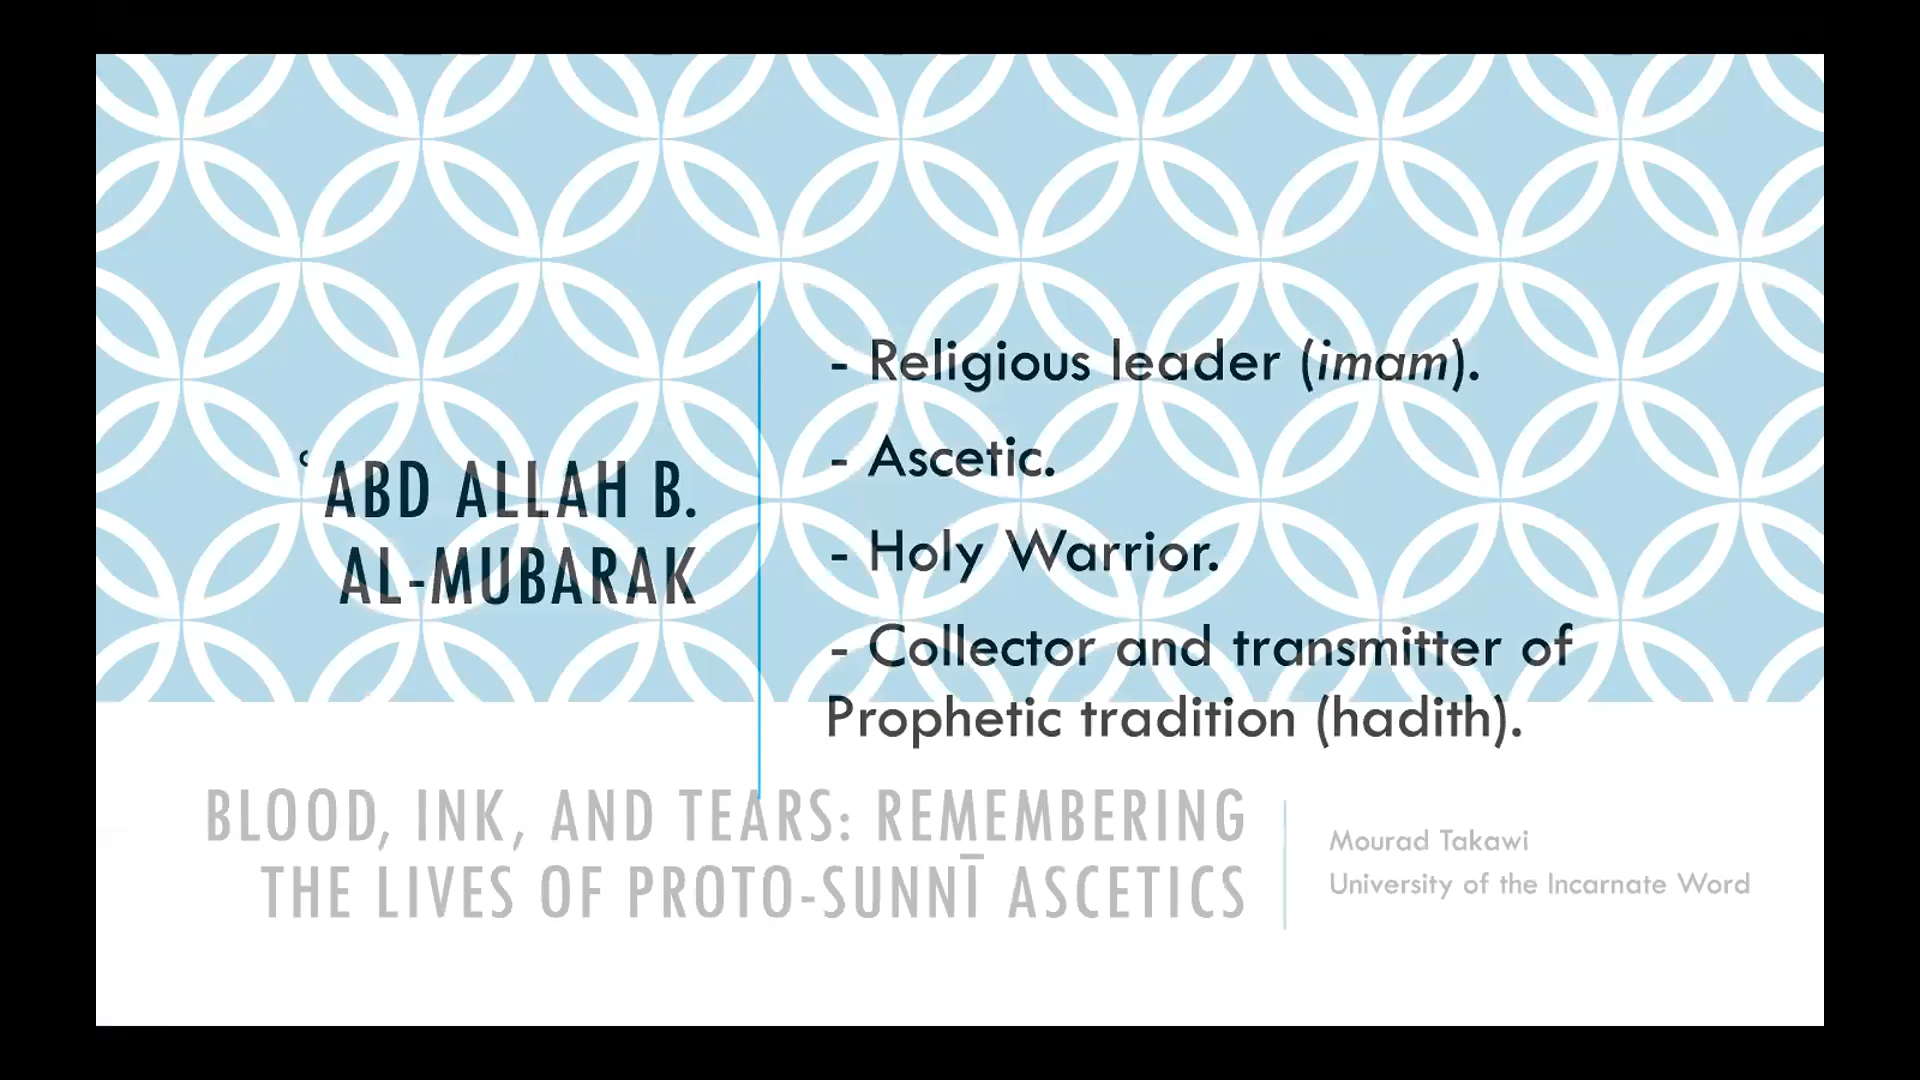 ʿABD ALLAH B.
AL-MUBARAK
- Religious leader (imam).
- Ascetic.
- Holy Warrior.
- Collector and transmitter of
Prophetic tradition (hadith).
BLOOD, INK, AND TEARS: REMEMBERING
THE LIVES OF PROTO-SUNNĪ ASCETICS
Mourad Takawi
University of the Incarnate Word